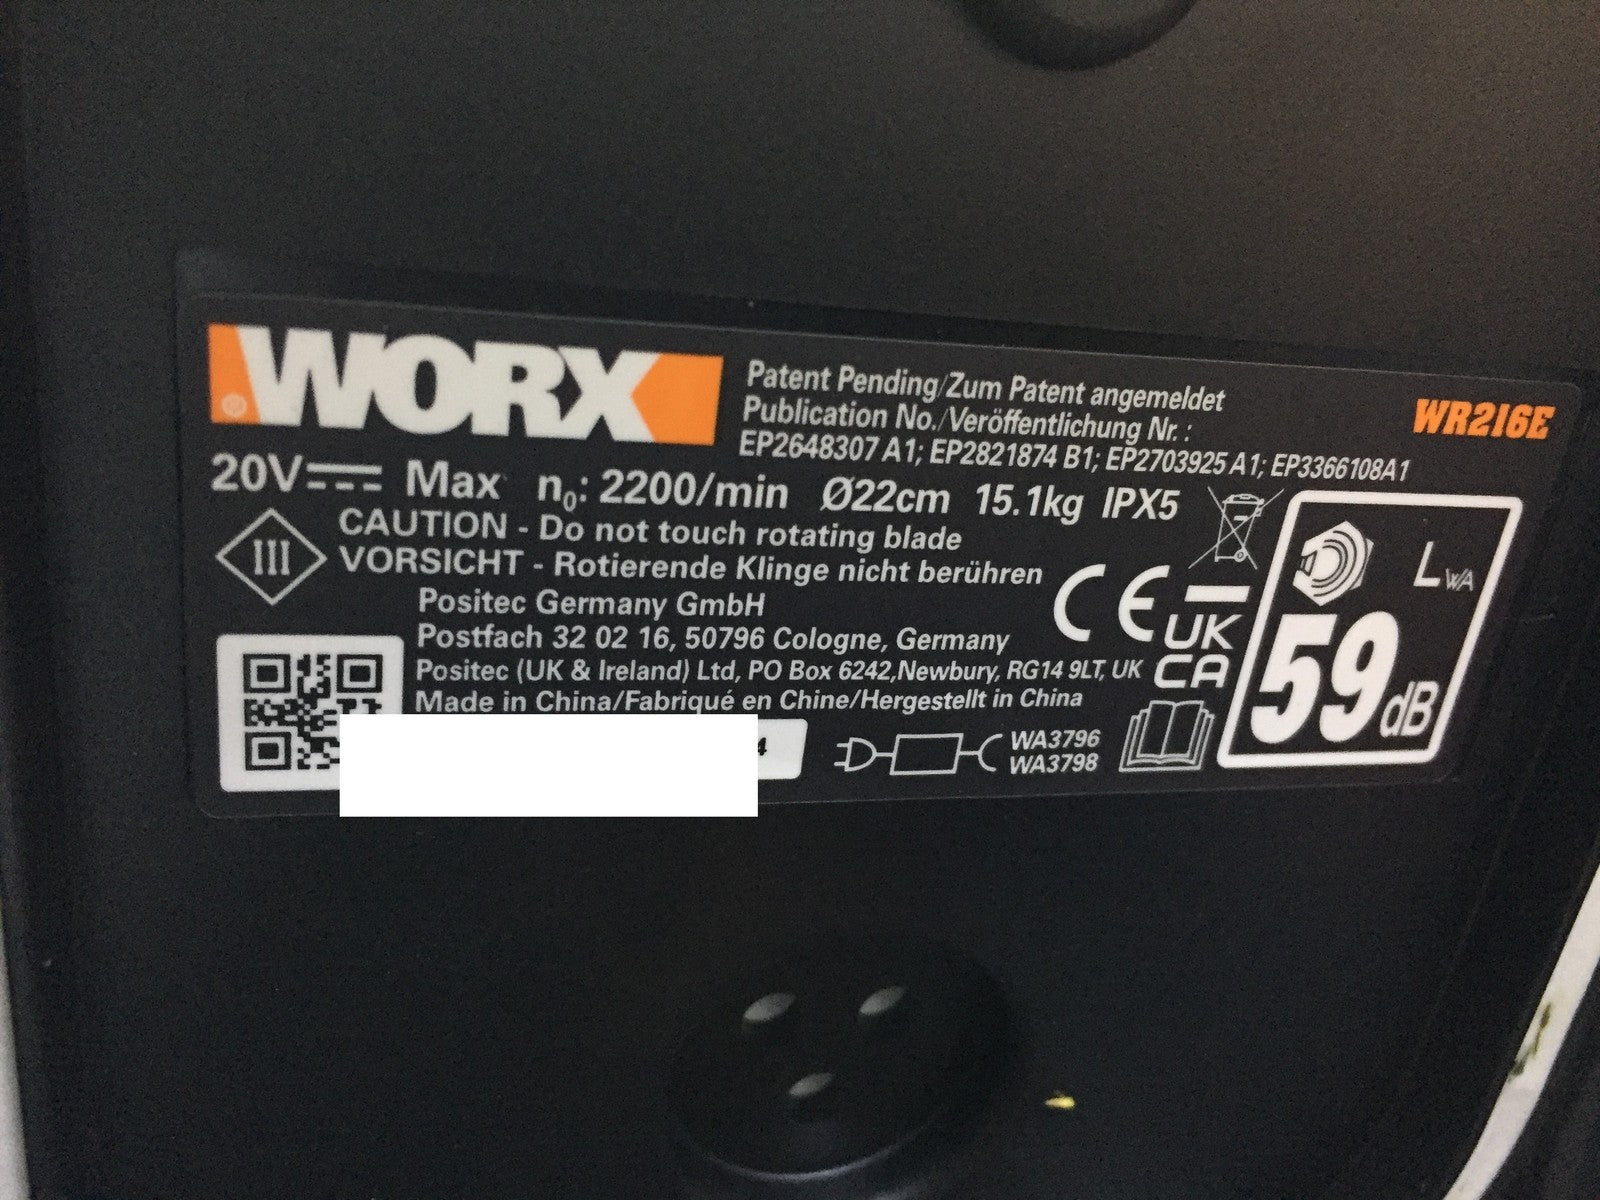 WORX
Patent Pending/Zum Patent angemeldet
Publication No./Veröffentlichung Nr.:
EP2648307 A1; EP2821874 B1; EP2703925 A1; EP3366108A1
WR216E
20V Max n0: 2200/min Ø22cm 15.1kg IPX5
III
CAUTION - Do not touch rotating blade
VORSICHT - Rotierende Klinge nicht berühren
Positec Germany GmbH
Postfach 32 02 16, 50796 Cologne, Germany
Positec (UK & Ireland) Ltd, PO Box 6242,Newbury, RG14 9LT, UK
Made in China/Fabriqué en Chine/Hergestellt in China
4
WA3796
WA3798
CE
UK
CA
LWA
59dB